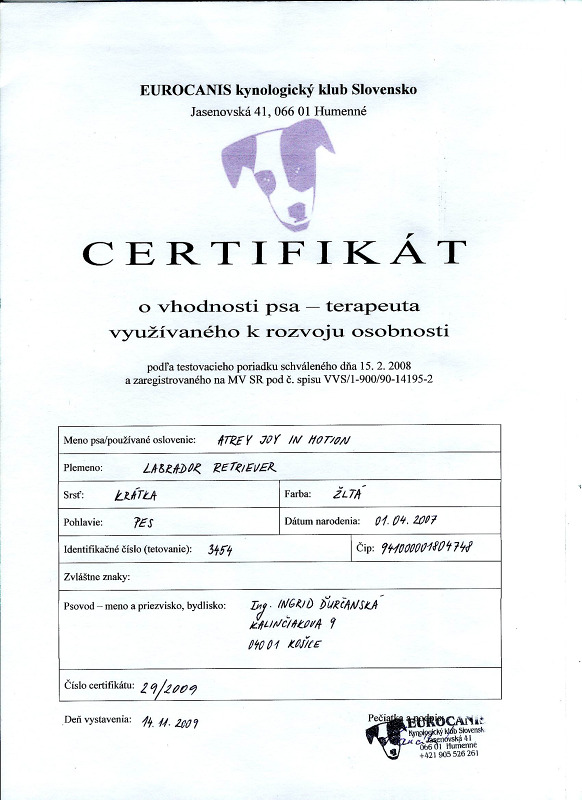 EUROCANIS kynologický klub Slovensko
Jasenovská 41, 066 01 Humenné
CERTIFIKÁT
o vhodnosti psa – terapeuta
využívaného k rozvoju osobnosti
podľa testovacieho poriadku schváleného dňa 15. 2. 2008
a zaregistrovaného na MV SR pod č. spisu VVS/1-900/90-14195-2
Meno psa/používané oslovenie: ATREY JOY IN MOTION
Plemeno: LABRADOR RETRIEVER
Srsť: KRÁTKA Farba: ŽLTÁ
Pohlavie: PES Dátum narodenia: 01.04.2007
Identifikačné číslo (tetovanie): 3454 Čip: 941000001804748
Zvláštne znaky:
Psovod – meno a priezvisko, bydlisko: Ing. INGRID ĎURČANSKÁ
KALINČIAKOVA 9
040 01 KOŠICE
Číslo certifikátu: 29/2009
Deň vystavenia: 14.11.2009 Pečiatka a podpis:
EUROCANIS
Kynologický klub Slovensk
Jasenovská 41
066 01 Humenné
+421 905 526 261